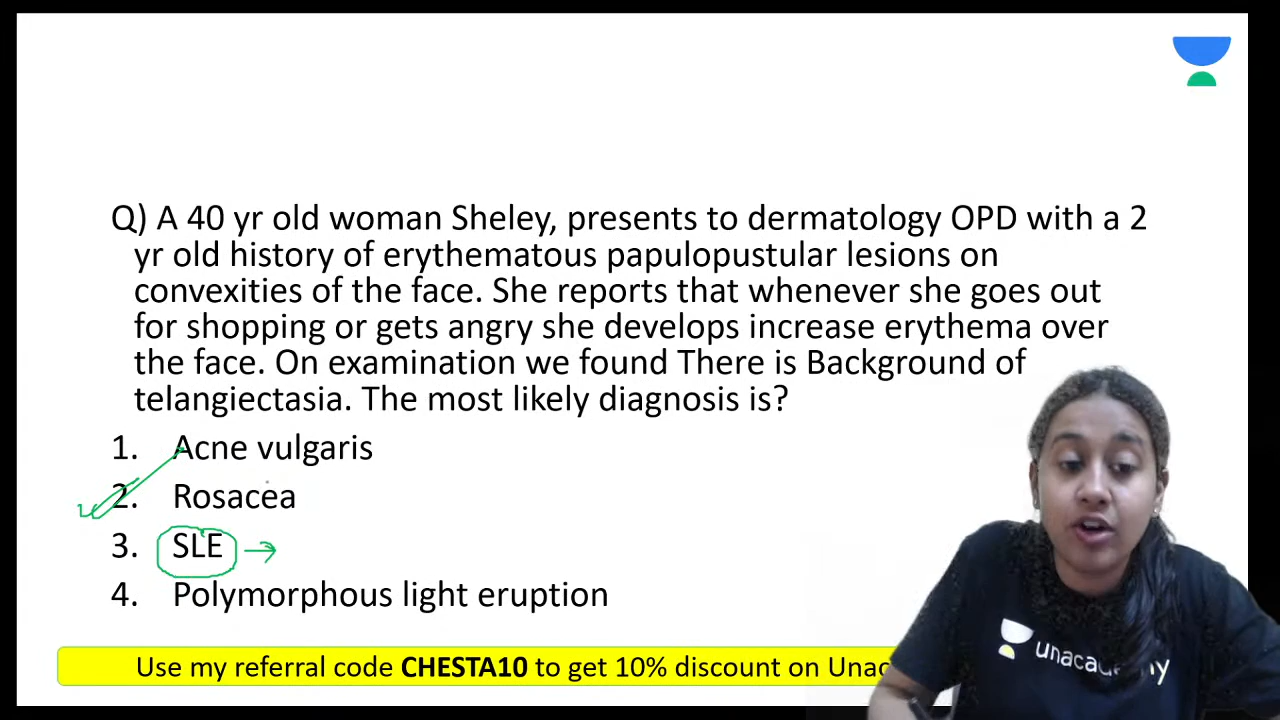 Q) A 40 yr old woman Sheley, presents to dermatology OPD with a 2
yr old history of erythematous papulopustular lesions on
convexities of the face. She reports that whenever she goes out
for shopping or gets angry she develops increase erythema over
the face. On examination we found There is Background of
telangiectasia. The most likely diagnosis is?
1. Acne vulgaris
2. Rosacea
3. SLE
4. Polymorphous light eruption
Use my referral code CHESTA10 to get 10% discount on Unac
unacademy